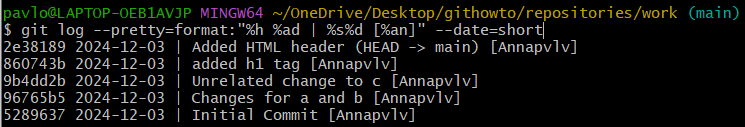 pavlo@LAPTOP-OEB1AVJP MINGW64 ~/OneDrive/Desktop/githowto/repositories/work (main)
$ git log --pretty=format:"%h %ad | %s%d [%an]" --date=short
2e38189 2024-12-03 | Added HTML header (HEAD -> main) [Annapvlv]
860743b 2024-12-03 | added h1 tag [Annapvlv]
9b4dd2b 2024-12-03 | Unrelated change to c [Annapvlv]
96765b5 2024-12-03 | Changes for a and b [Annapvlv]
5289637 2024-12-03 | Initial Commit [Annapvlv]